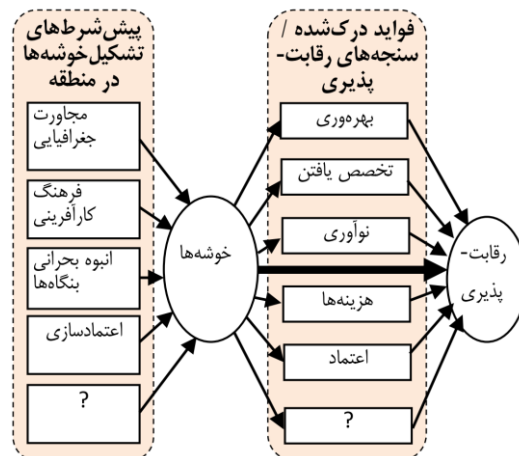 پیش‌شرط‌های
تشکیل‌خوشه‌ها
در منطقه
مجاورت
جغرافیایی
فرهنگ
کارآفرینی
انبوه بحرانی
بنگاه‌ها
اعتمادسازی
?
خوشه‌ها
فواید درک‌شده /
سنجه‌های رقابت-
پذیری
بهره‌وری
تخصص یافتن
نوآوری
هزینه‌ها
اعتماد
?
رقابت-
پذیری